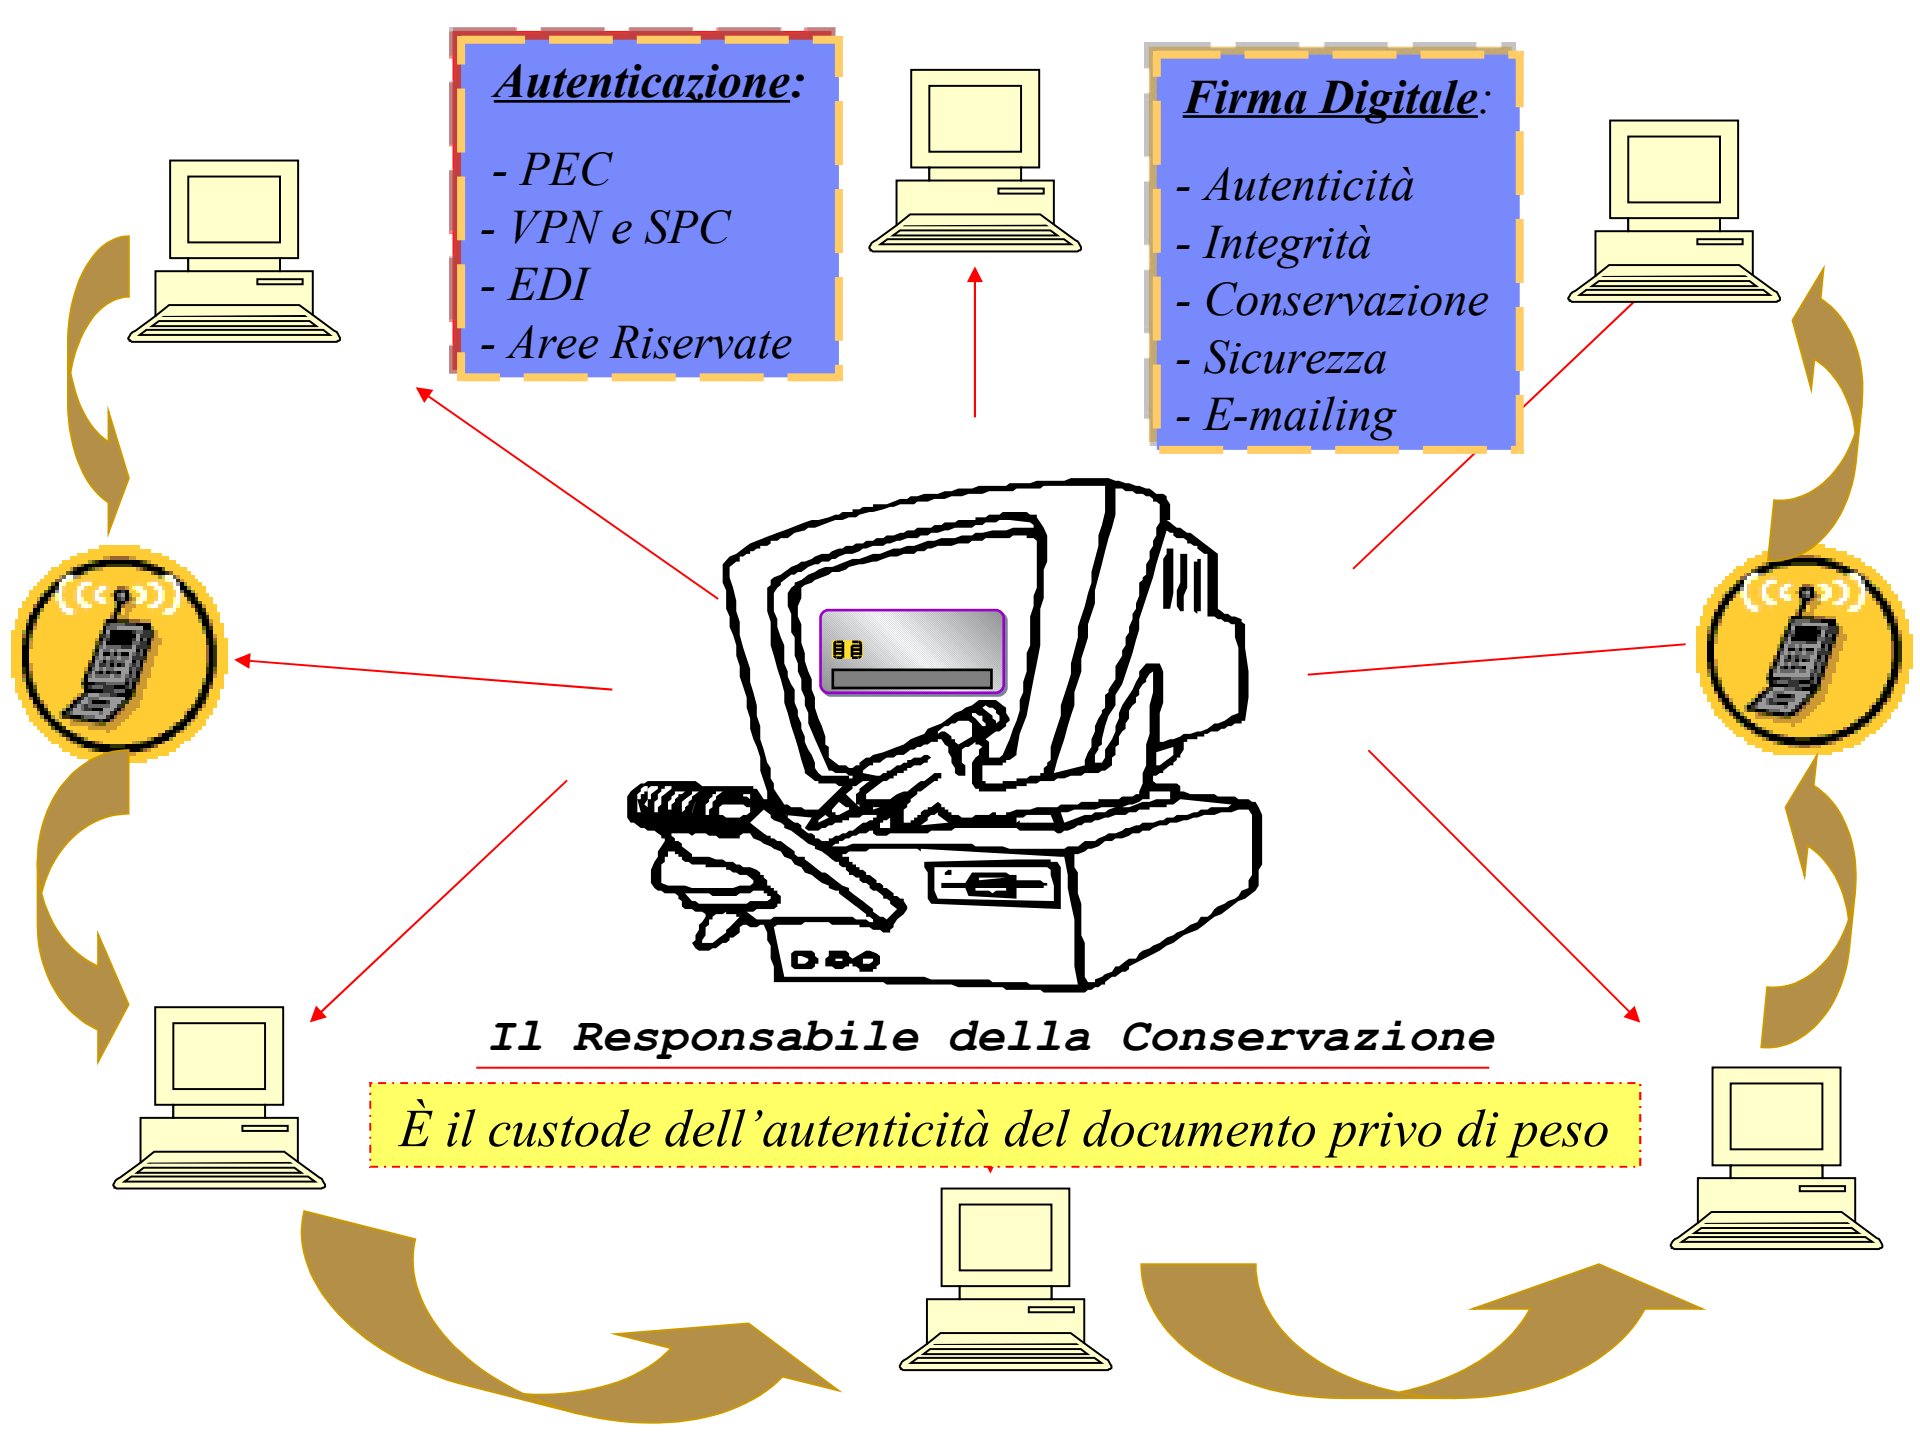 Autenticazione:
- PEC
- VPN e SPC
- EDI
- Aree Riservate
Firma Digitale:
- Autenticità
- Integrità
- Conservazione
- Sicurezza
- E-mailing
Il Responsabile della Conservazione
È il custode dell’autenticità del documento privo di peso